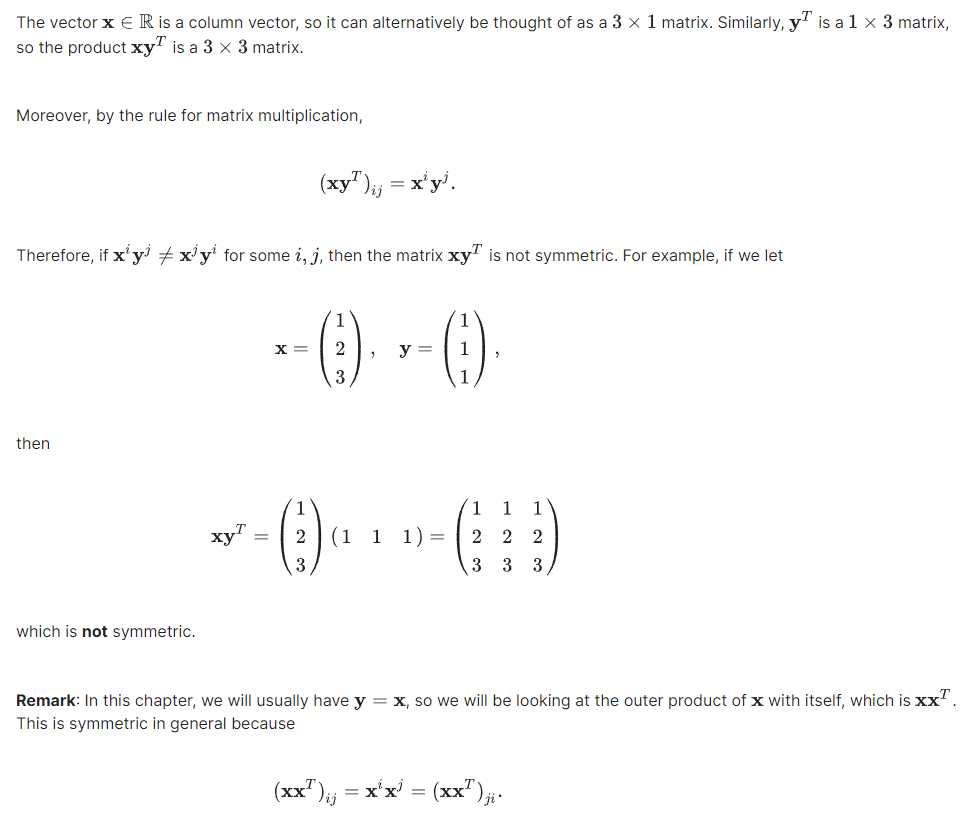 The vector $\mathbf{x} \in \mathbb{R}$ is a column vector, so it can alternatively be thought of as a $3 \times 1$ matrix. Similarly, $\mathbf{y}^T$ is a $1 \times 3$ matrix,
so the product $\mathbf{x}\mathbf{y}^T$ is a $3 \times 3$ matrix.
Moreover, by the rule for matrix multiplication,
$(\mathbf{x}\mathbf{y}^T)_{ij} = \mathbf{x}^i \mathbf{y}^j.$
Therefore, if $\mathbf{x}^i \mathbf{y}^j \neq \mathbf{x}^j \mathbf{y}^i$ for some $i, j$, then the matrix $\mathbf{x}\mathbf{y}^T$ is not symmetric. For example, if we let
$\mathbf{x} = \begin{pmatrix} 1 \\ 2 \\ 3 \end{pmatrix}, \quad \mathbf{y} = \begin{pmatrix} 1 \\ 1 \\ 1 \end{pmatrix},$
then
$\mathbf{x}\mathbf{y}^T = \begin{pmatrix} 1 \\ 2 \\ 3 \end{pmatrix} (1 \quad 1 \quad 1) = \begin{pmatrix} 1 & 1 & 1 \\ 2 & 2 & 2 \\ 3 & 3 & 3 \end{pmatrix}$
which is not symmetric.
Remark: In this chapter, we will usually have $\mathbf{y} = \mathbf{x}$, so we will be looking at the outer product of $\mathbf{x}$ with itself, which is $\mathbf{x}\mathbf{x}^T$.
This is symmetric in general because
$(\mathbf{x}\mathbf{x}^T)_{ij} = \mathbf{x}^i \mathbf{x}^j = (\mathbf{x}\mathbf{x}^T)_{ji}.$